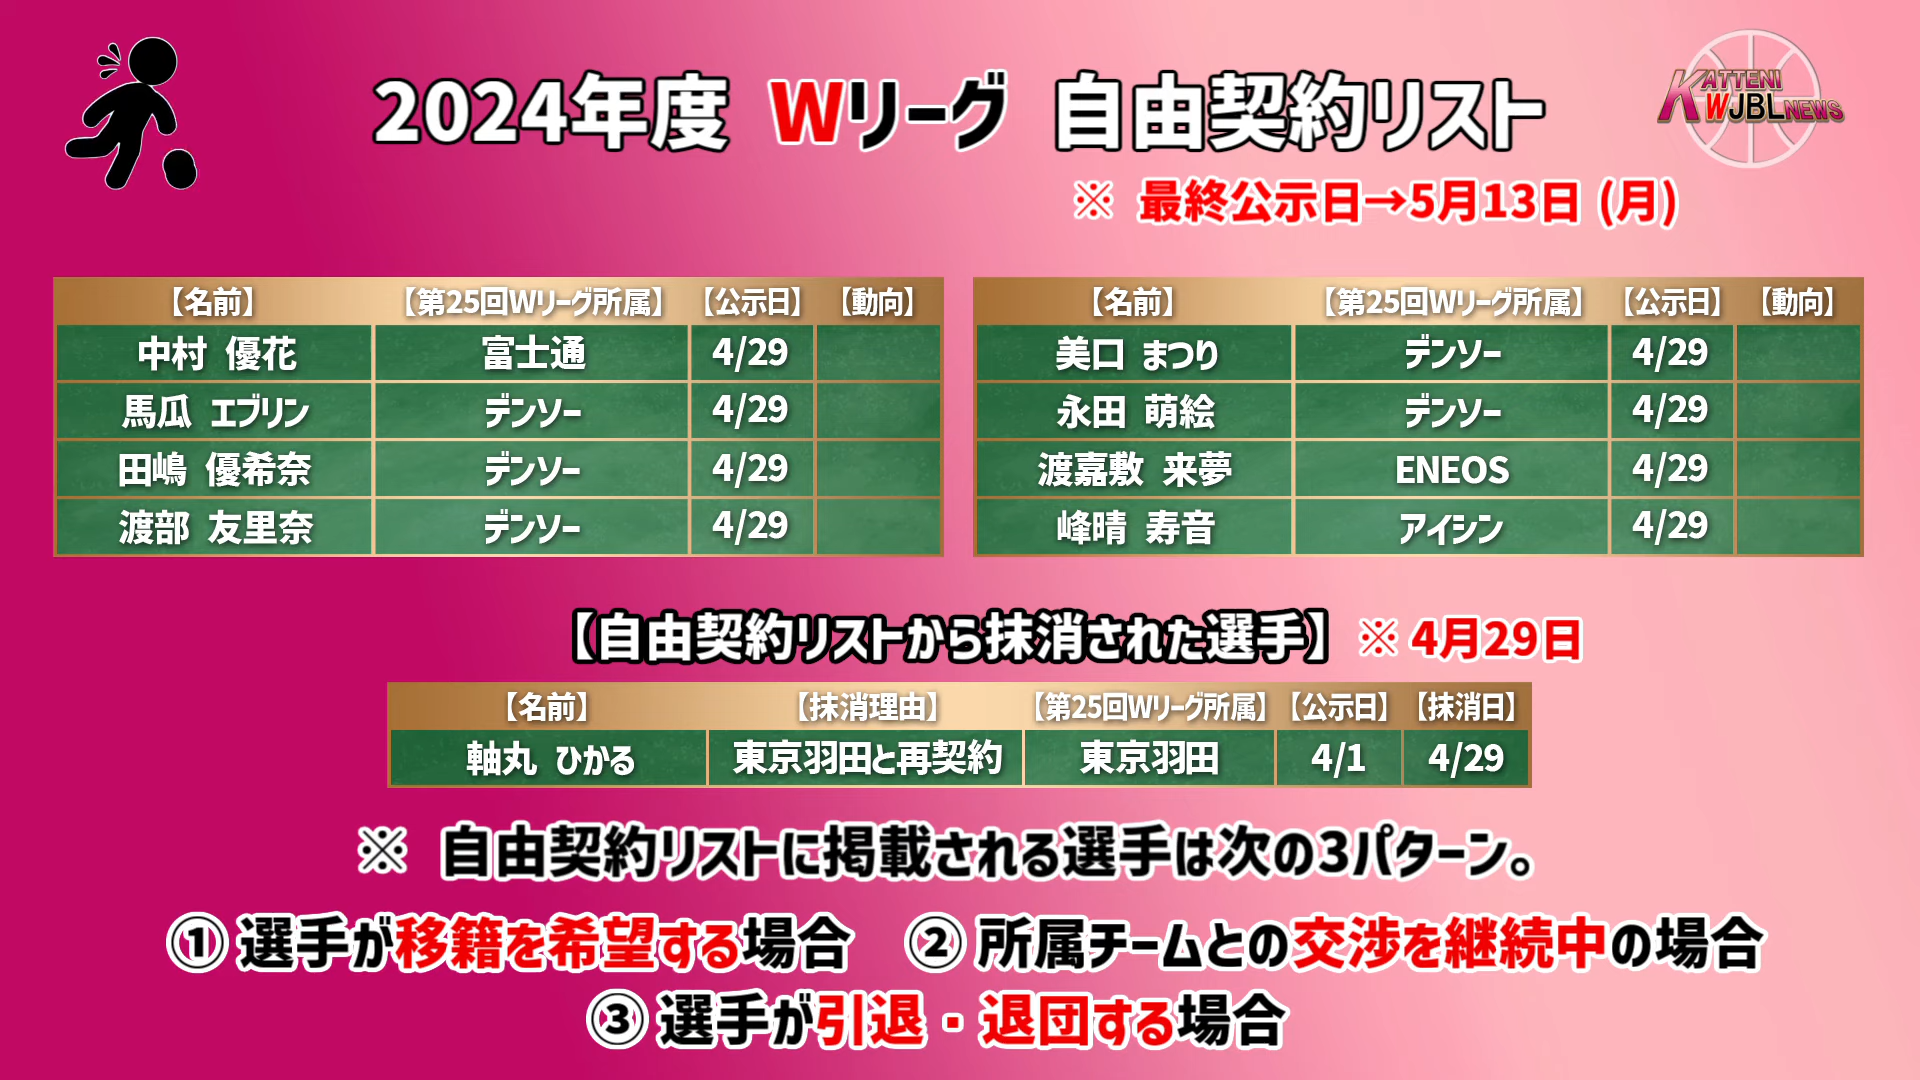 2024年度 Wリーグ 自由契約リスト
KATTENI
WJBL NEWS
※ 最終公示日→5月13日 (月)
【名前】 【第25回Wリーグ所属】 【公示日】 【動向】
中村 優花 富士通 4/29
馬瓜 エブリン デンソー 4/29
田嶋 優希奈 デンソー 4/29
渡部 友里奈 デンソー 4/29
【名前】 【第25回Wリーグ所属】 【公示日】 【動向】
美口 まつり デンソー 4/29
永田 萌絵 デンソー 4/29
渡嘉敷 来夢 ENEOS 4/29
峰晴 寿音 アイシン 4/29
【自由契約リストから抹消された選手】 ※ 4月29日
【名前】 【抹消理由】 【第25回Wリーグ所属】 【公示日】 【抹消日】
軸丸 ひかる 東京羽田と再契約 東京羽田 4/1 4/29
※ 自由契約リストに掲載される選手は次の3パターン。
① 選手が移籍を希望する場合 ② 所属チームとの交渉を継続中の場合
③ 選手が引退・退団する場合